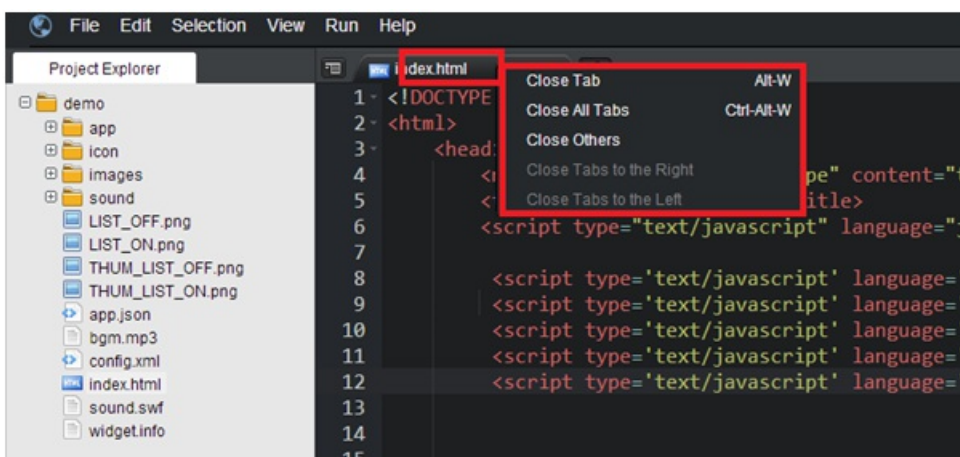 File Edit Selection View Run Help
Project Explorer
demo
app
icon
images
sound
LIST_OFF.png
LIST_ON.png
THUM_LIST_OFF.png
THUM_LIST_ON.png
app.json
bgm.mp3
config.xml
index.html
sound.swf
widget.info
index.html
Close Tab Alt-W
Close All Tabs Ctrl-Alt-W
Close Others
Close Tabs to the Right
Close Tabs to the Left
1 <!DOCTYPE
2 <html>
3 <head
4 pe" content="
5 itle>
6 <script type="text/javascript" language="
7
8 <script type='text/javascript' language=
9 <script type='text/javascript' language=
10 <script type='text/javascript' language=
11 <script type='text/javascript' language=
12 <script type='text/javascript' language=
13
14